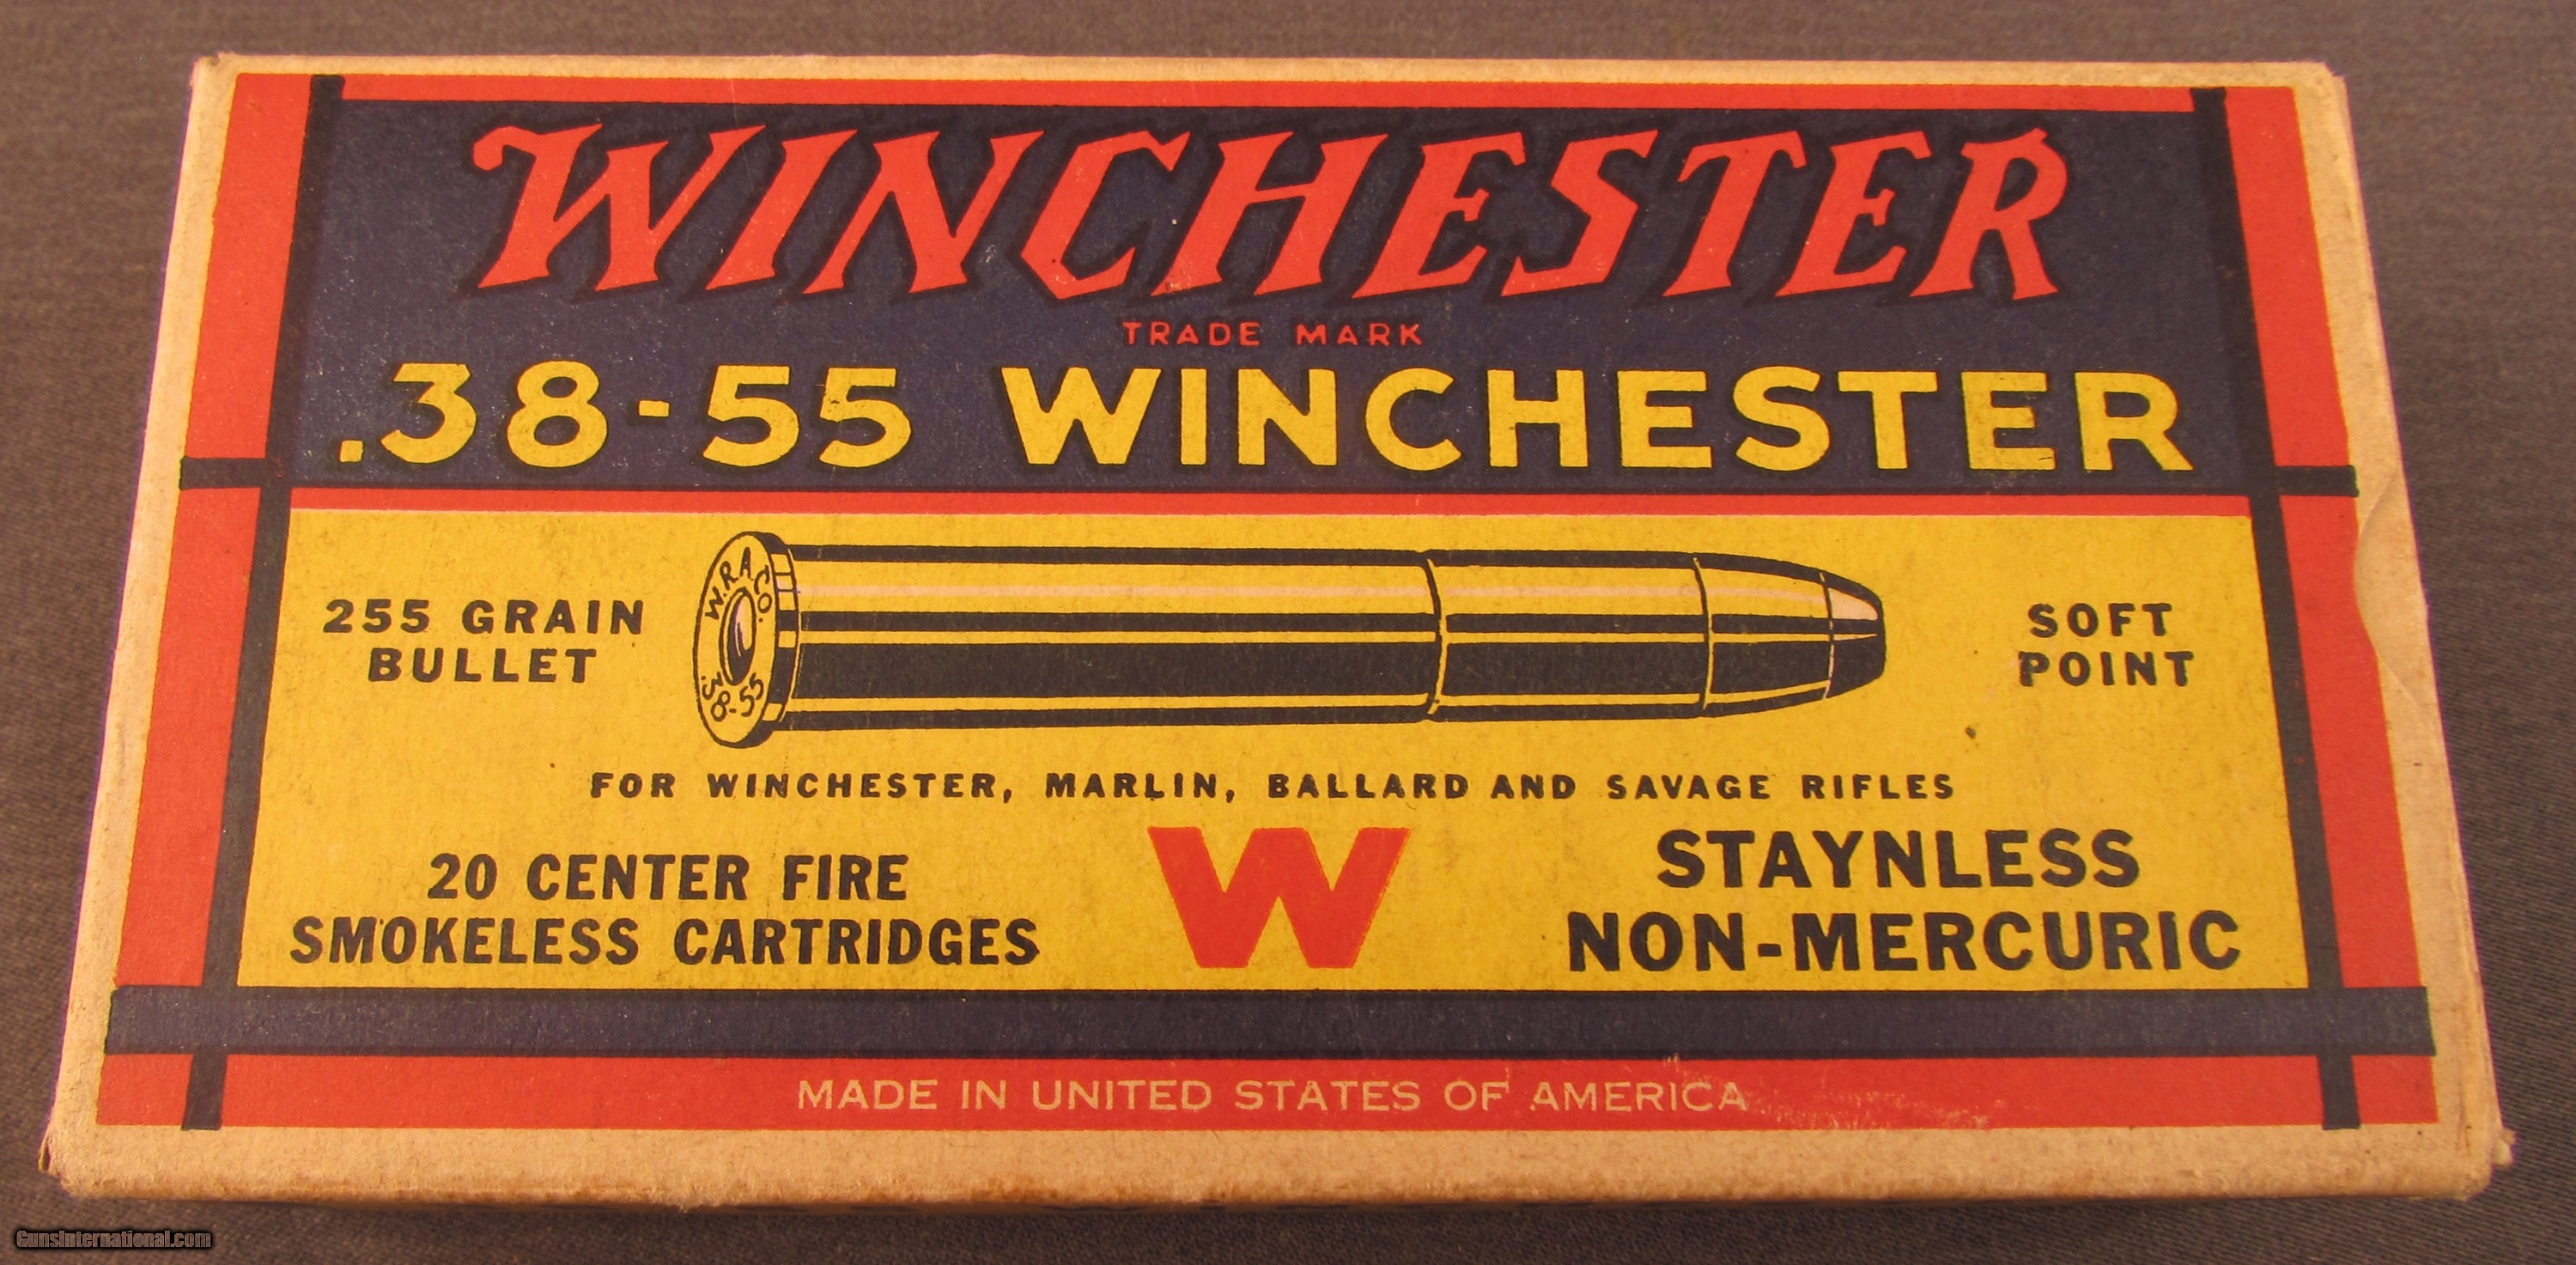 WINCHESTER
TRADE MARK
.38-55 WINCHESTER
255 GRAIN
BULLET
W.R.A.CO.
.38-55
SOFT
POINT
FOR WINCHESTER, MARLIN, BALLARD AND SAVAGE RIFLES
20 CENTER FIRE
SMOKELESS CARTRIDGES
W
STAYNLESS
NON-MERCURIC
MADE IN UNITED STATES OF AMERICA
GunsInternational.com